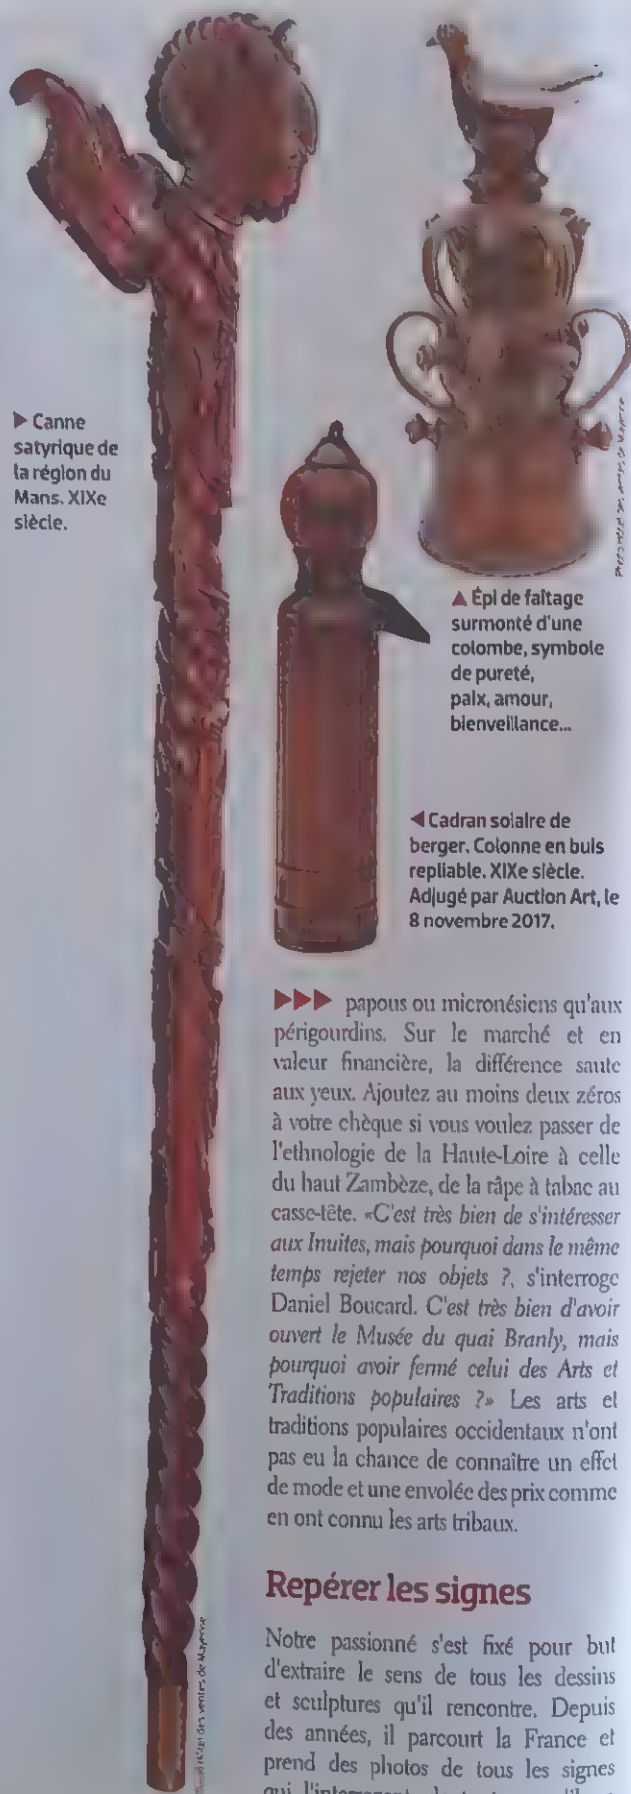 ▶ Canne
satyrique de
la région du
Mans. XIXe
siècle.
▲ Épi de faîtage
surmonté d'une
colombe, symbole
de pureté,
paix, amour,
bienveillance...
◀ Cadran solaire de
berger. Colonne en buis
repliable. XIXe siècle.
Adjugé par Auction Art, le
8 novembre 2017.
▶▶▶ papous ou micronésiens qu'aux
périgourdins. Sur le marché et en
valeur financière, la différence saute
aux yeux. Ajoutez au moins deux zéros
à votre chèque si vous voulez passer de
l'ethnologie de la Haute-Loire à celle
du haut Zambèze, de la râpe à tabac au
casse-tête. «C'est très bien de s'intéresser
aux Inuites, mais pourquoi dans le même
temps rejeter nos objets ?, s'interroge
Daniel Boucard. C'est très bien d'avoir
ouvert le Musée du quai Branly, mais
pourquoi avoir fermé celui des Arts et
Traditions populaires ?» Les arts et
traditions populaires occidentaux n'ont
pas eu la chance de connaître un effet
de mode et une envolée des prix comme
en ont connu les arts tribaux.
Repérer les signes
Notre passionné s'est fixé pour but
d'extraire le sens de tous les dessins
et sculptures qu'il rencontre. Depuis
des années, il parcourt la France et
prend des photos de tous les signes
qui l'interrogent
Hôtel des ventes de Mayenne